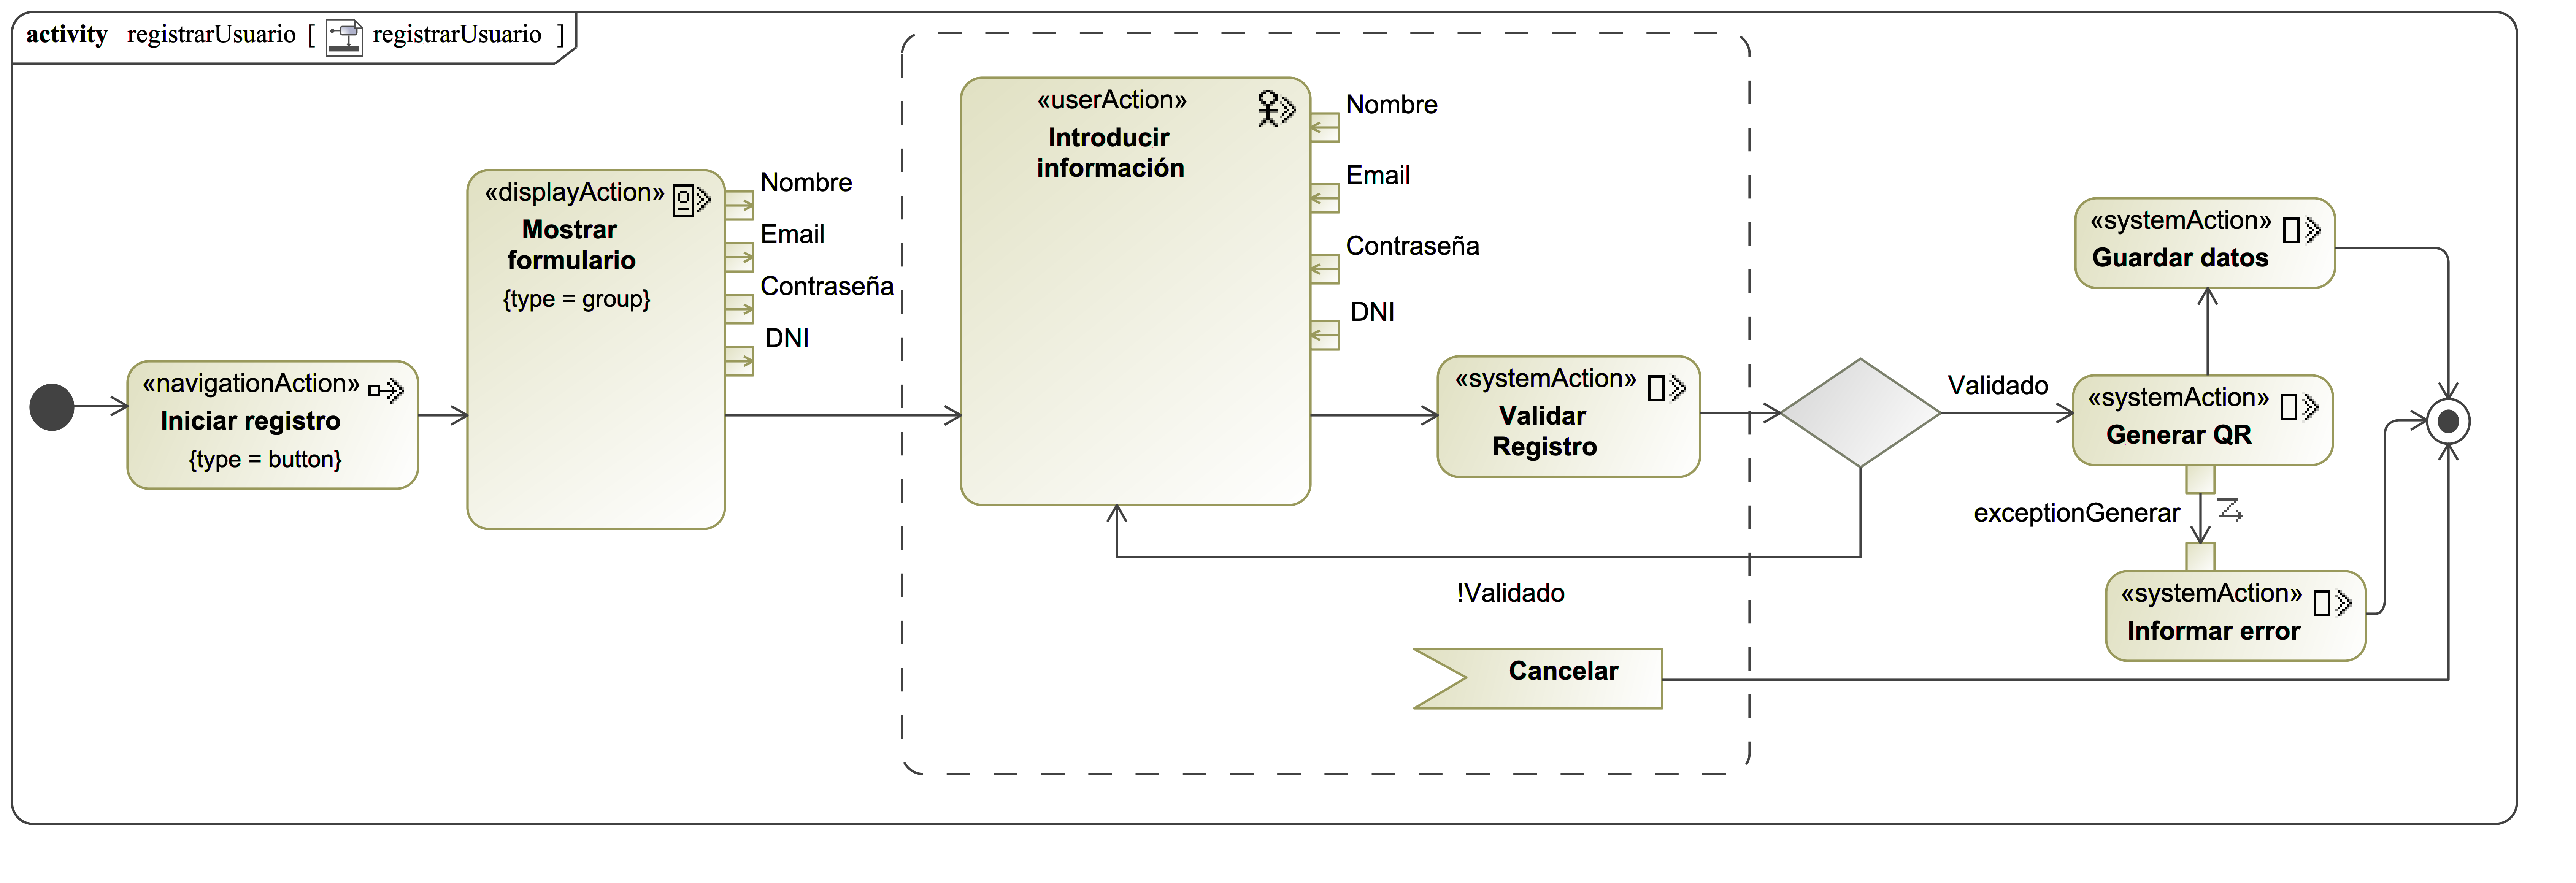 activity registrarUsuario [ registrarUsuario ]
«navigationAction»
Iniciar registro
{type = button}
«displayAction»
Mostrar
formulario
{type = group}
Nombre
Email
Contraseña
DNI
«userAction»
Introducir
información
Nombre
Email
Contraseña
DNI
«systemAction»
Validar
Registro
!Validado
Cancelar
Validado
«systemAction»
Guardar datos
«systemAction»
Generar QR
exceptionGenerar
«systemAction»
Informar error